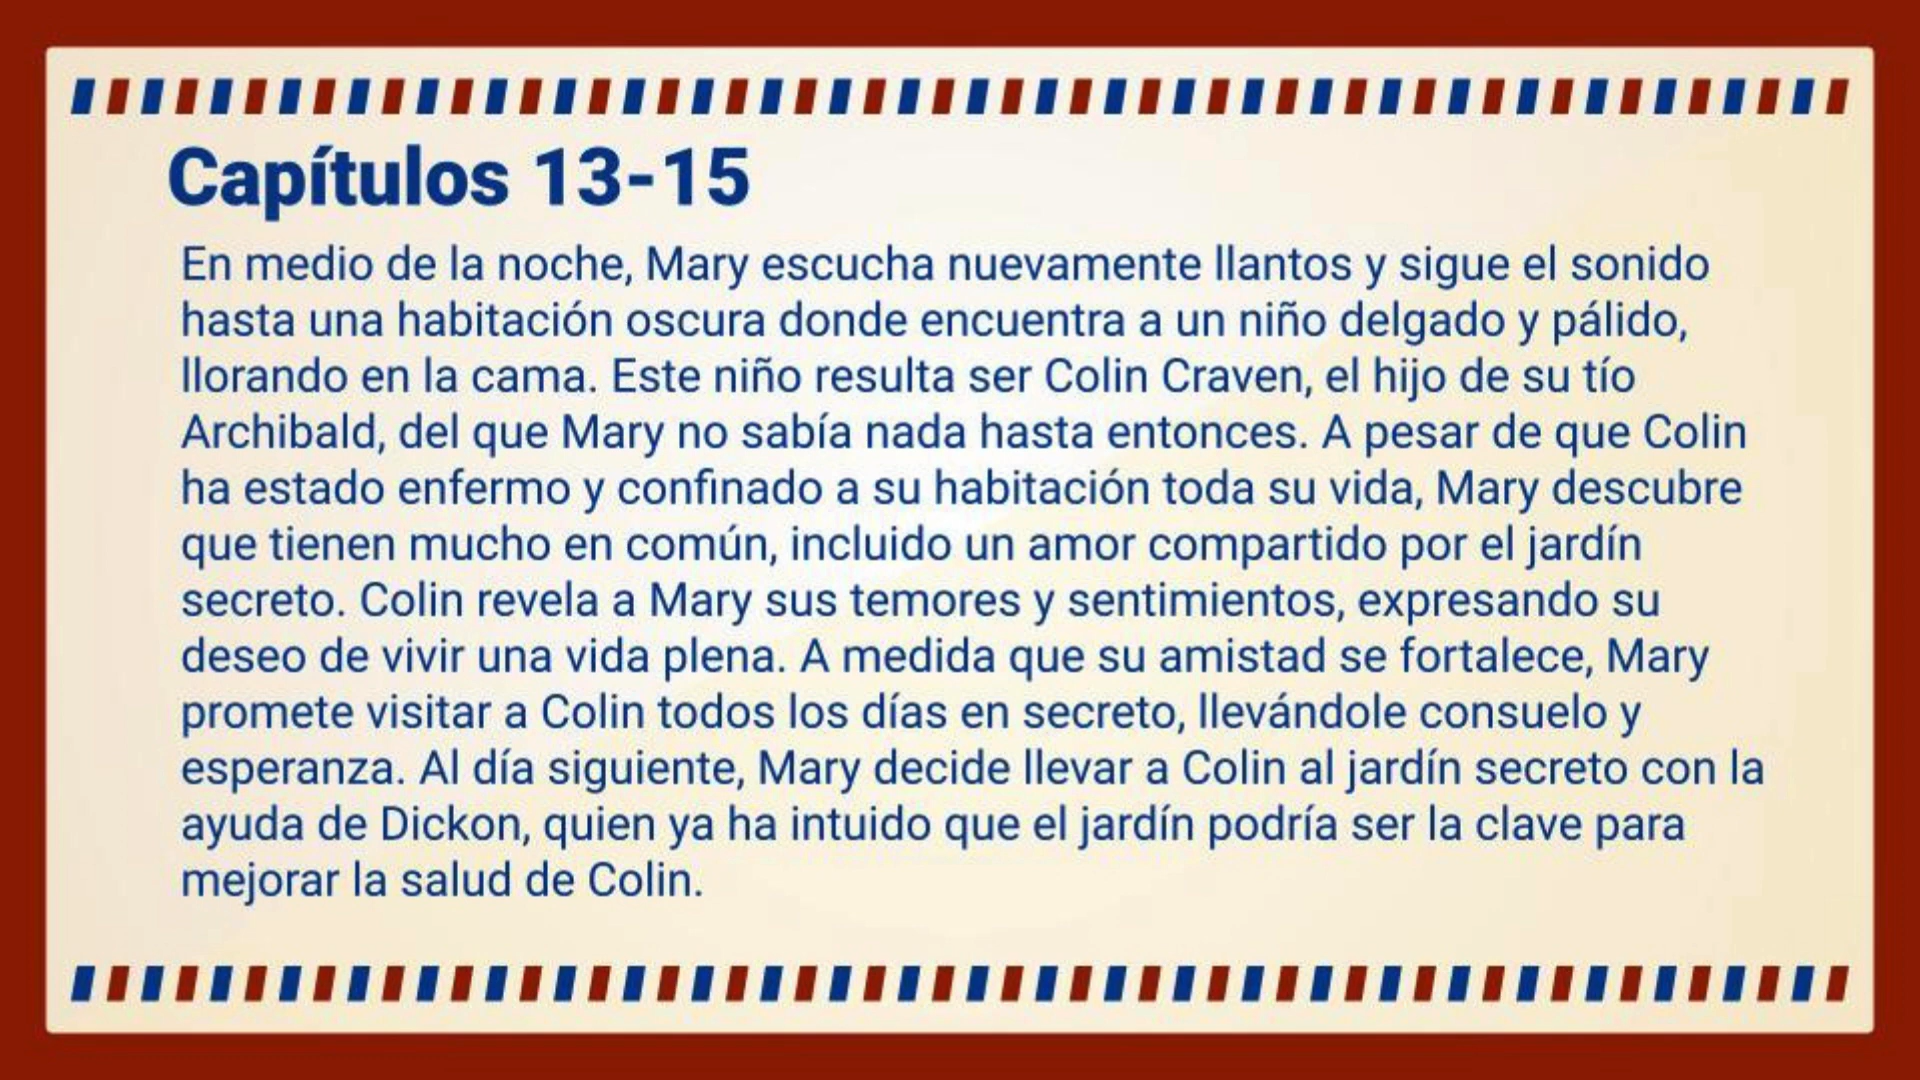 Capítulos 13-15
En medio de la noche, Mary escucha nuevamente llantos y sigue el sonido
hasta una habitación oscura donde encuentra a un niño delgado y pálido,
llorando en la cama. Este niño resulta ser Colin Craven, el hijo de su tío
Archibald, del que Mary no sabía nada hasta entonces. A pesar de que Colin
ha estado enfermo y confinado a su habitación toda su vida, Mary descubre
que tienen mucho en común, incluido un amor compartido por el jardín
secreto. Colin revela a Mary sus temores y sentimientos, expresando su
deseo de vivir una vida plena. A medida que su amistad se fortalece, Mary
promete visitar a Colin todos los días en secreto, llevándole consuelo y
esperanza. Al día siguiente, Mary decide llevar a Colin al jardín secreto con la
ayuda de Dickon, quien ya ha intuido que el jardín podría ser la clave para
mejorar la salud de Colin.